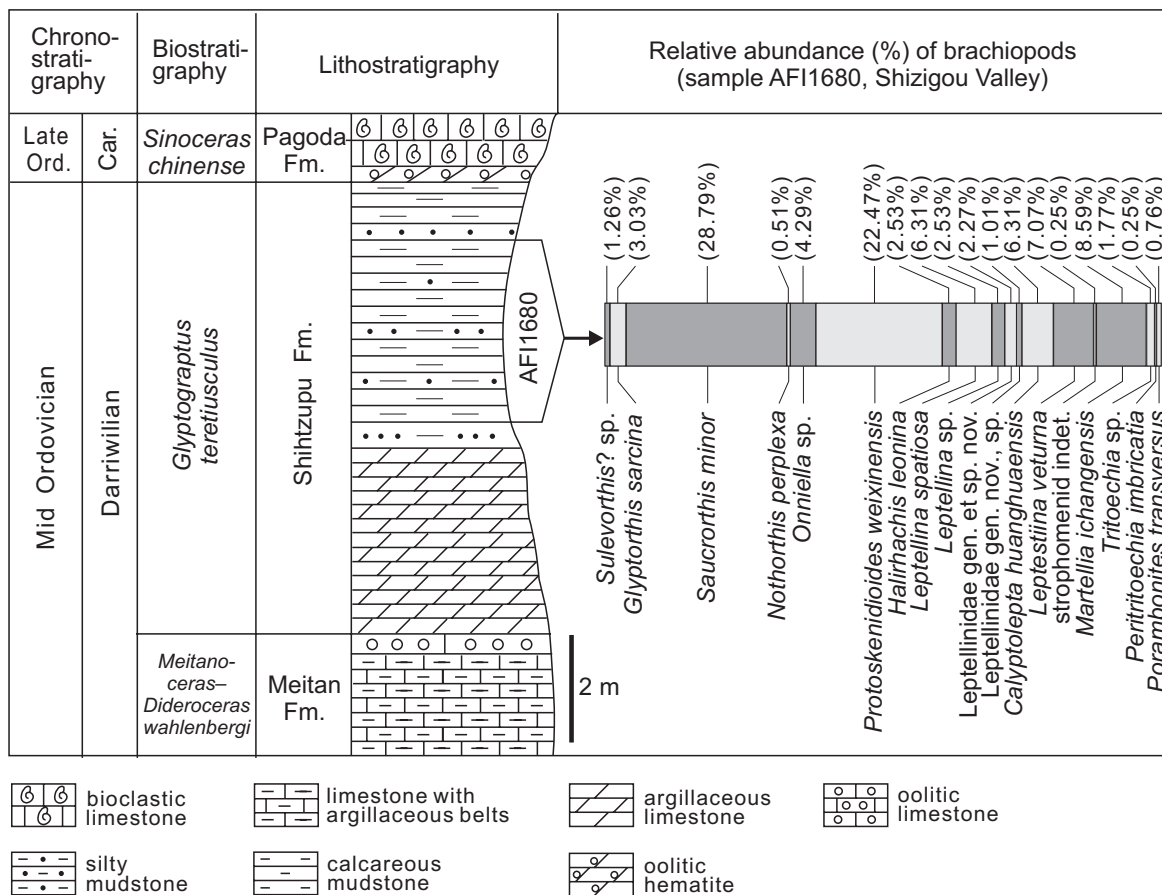 Chrono-
strati-
graphy
Biostrati-
graphy
Lithostratigraphy
Relative abundance (%) of brachiopods
(sample AFI1680, Shizigou Valley)
Late
Ord.
Car.
Sinoceras
chinense
Pagoda
Fm.
Mid Ordovician
Darriwilian
Glyptograptus
teretiusculus
Shihtzupu Fm.
AFI1680
Meitano-
ceras–
Dideroceras
wahlenbergi
Meitan
Fm.
2 m
(1.26%)
(3.03%)
(28.79%)
(0.51%)
(4.29%)
(22.47%)
(2.53%)
(6.31%)
(2.53%)
(2.27%)
(1.01%)
(6.31%)
(7.07%)
(0.25%)
(8.59%)
(1.77%)
(0.25%)
(0.76%)
Sulevorthis? sp.
Glyptorthis sarcina
Saucrorthis minor
Nothorthis perplexa
Onniella sp.
Protoskenidioides weixinensis
Halirhachis leonina
Leptellina spatiosa
Leptellina sp.
Leptellinidae gen. et sp. nov.
Leptellinidae gen. nov., sp.
Calyptolepta huanghuaensis
Leptestiina veturna
strophomenid indet.
Martellia ichangensis
Tritoechia sp.
Peritritoechia imbricatia
Porambonites transversus
bioclastic
limestone
limestone with
argillaceous belts
argillaceous
limestone
oolitic
limestone
silty
mudstone
calcareous
mudstone
oolitic
hematite